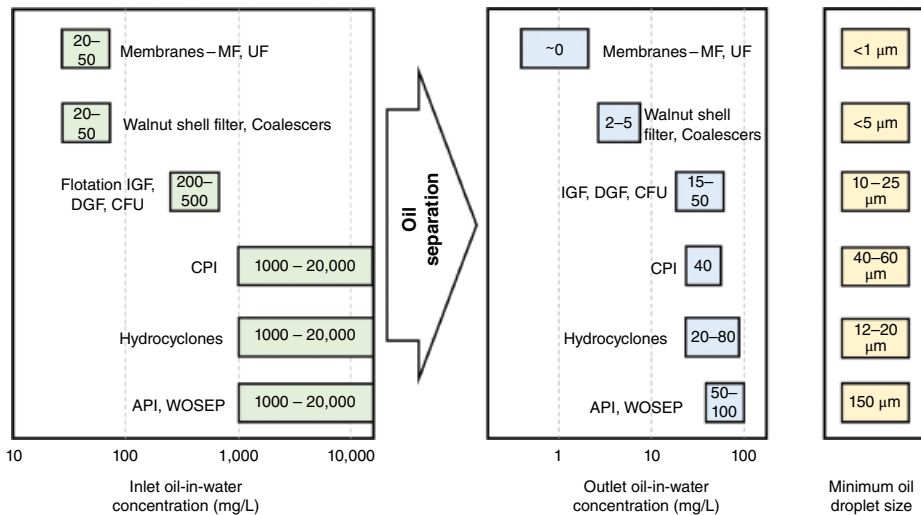 20–
50
Membranes – MF, UF
20–
50
Walnut shell filter, Coalescers
Flotation IGF,
DGF, CFU
200–
500
CPI
1000 – 20,000
Hydrocyclones
1000 – 20,000
API, WOSEP
1000 – 20,000
10
100
1,000
10,000
Inlet oil-in-water
concentration (mg/L)
Oil
separation
~0
Membranes – MF, UF
2–5
Walnut shell
filter, Coalescers
IGF, DGF, CFU
15–
50
CPI
40
Hydrocyclones
20–80
API, WOSEP
50–
100
1
10
100
Outlet oil-in-water
concentration (mg/L)
<1 μm
<5 μm
10 – 25
μm
40–60
μm
12–20
μm
150 μm
Minimum oil
droplet size